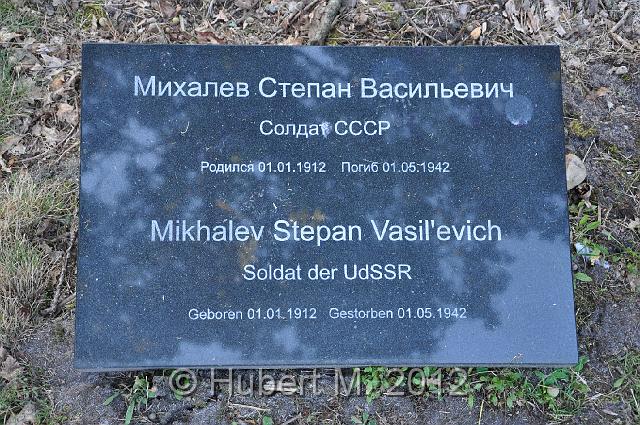 Михалев Степан Васильевич
Солдат СССР
Родился 01.01.1912 Погиб 01.05.1942
Mikhalev Stepan Vasil'evich
Soldat der UdSSR
Geboren 01.01.1912 Gestorben 01.05.1942
© Hubert M. 2012